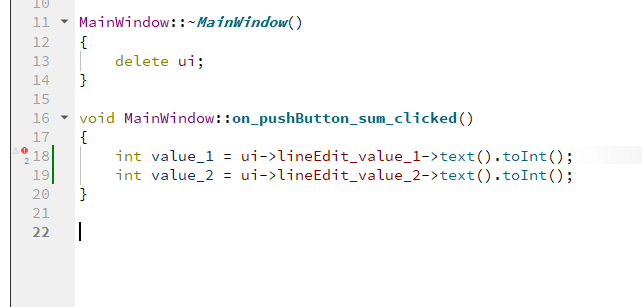 10
11 MainWindow::~MainWindow()
12 {
13     delete ui;
14 }
15
16 void MainWindow::on_pushButton_sum_clicked()
17 {
2 18     int value_1 = ui->lineEdit_value_1->text().toInt();
19     int value_2 = ui->lineEdit_value_2->text().toInt();
20 }
21
22